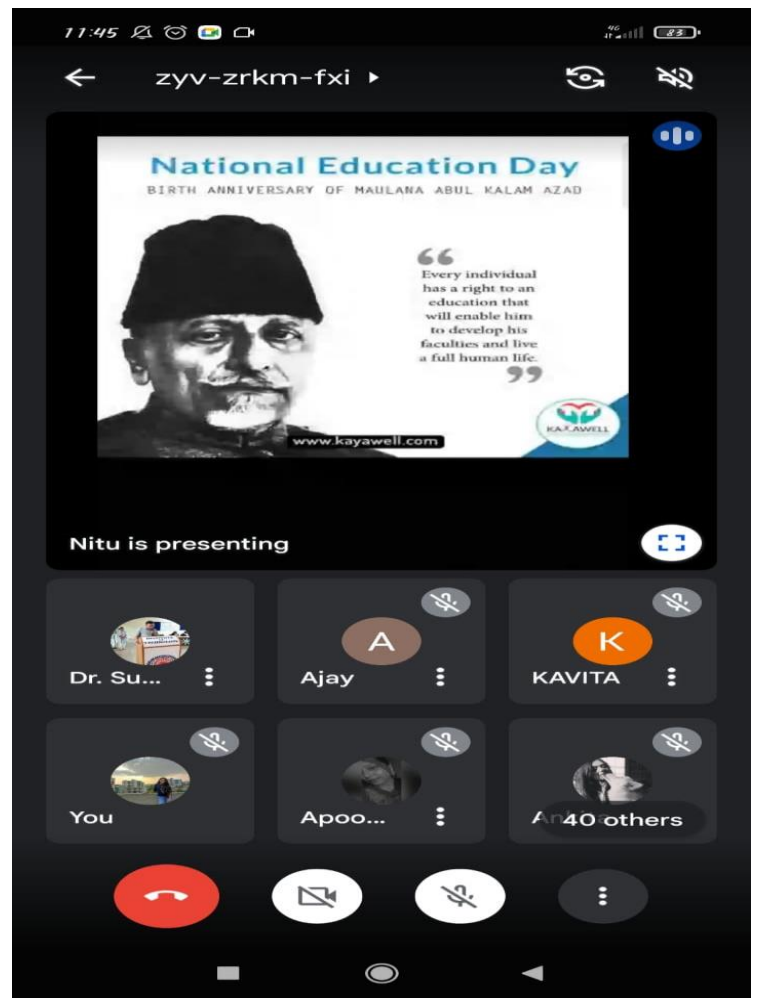 11:45
4G
83
zyv-zrkm-fxi
National Education Day
BIRTH ANNIVERSARY OF MAULANA ABUL KALAM AZAD
“
Every individual
has a right to an
education that
will enable him
to develop his
faculties and live
a full human life.
”
www.kayawell.com
KAYAWELL
Nitu is presenting
Dr. Su...
A
Ajay
K
KAVITA
You
Apoo...
40 others